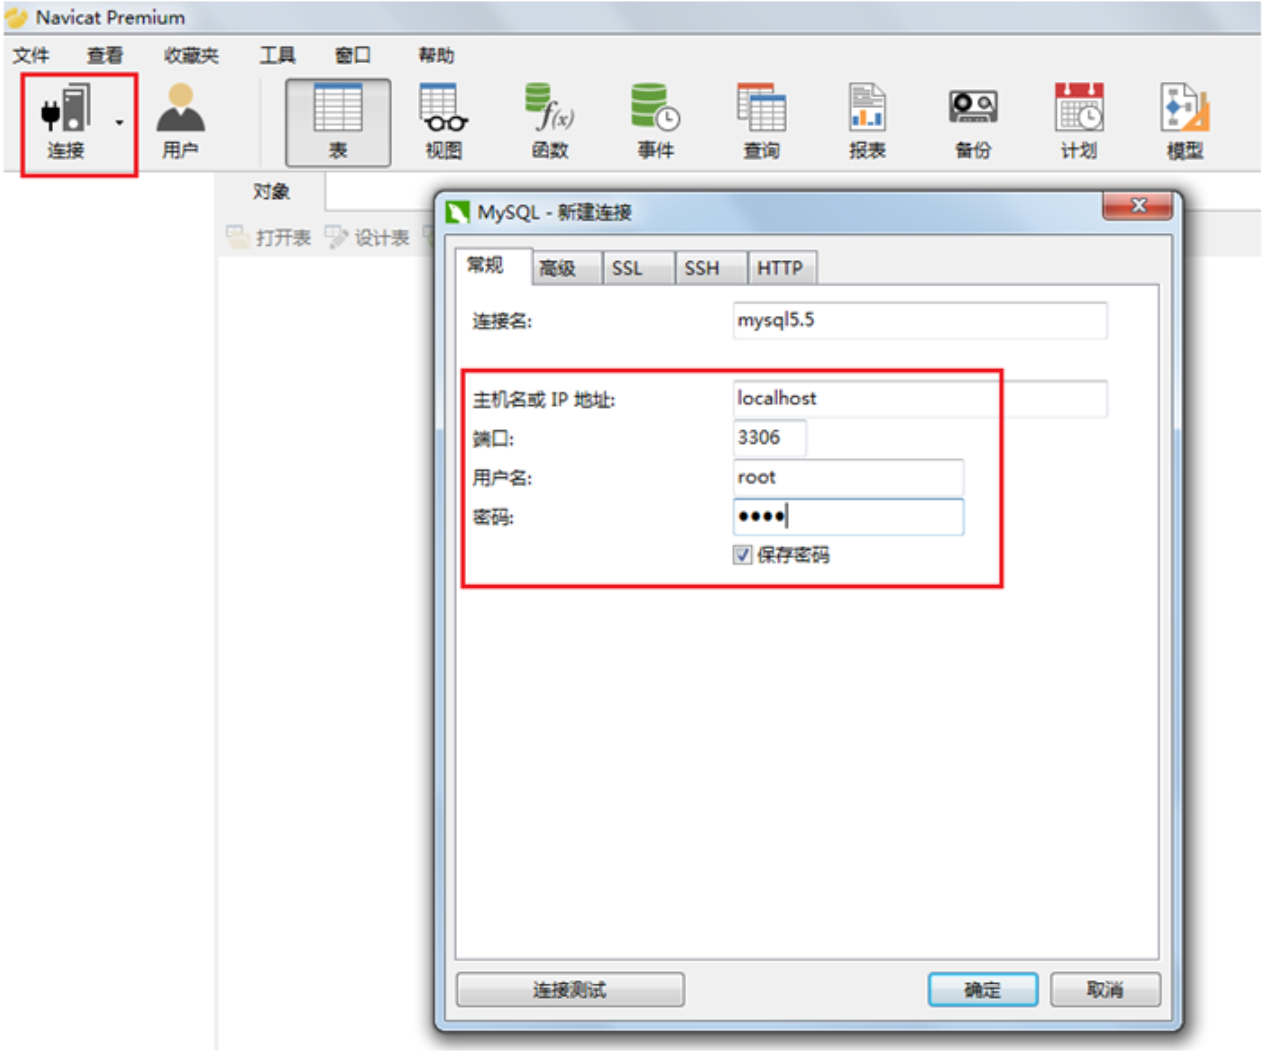 Navicat Premium
文件 查看 收藏夹 工具 窗口 帮助
连接 用户 表 视图 函数 事件 查询 报表 备份 计划 模型
f(x)
对象
打开表 设计表
MySQL - 新建连接
常规 高级 SSL SSH HTTP
连接名: mysql5.5
主机名或 IP 地址: localhost
端口: 3306
用户名: root
密码: ●●●●
保存密码
连接测试 确定 取消